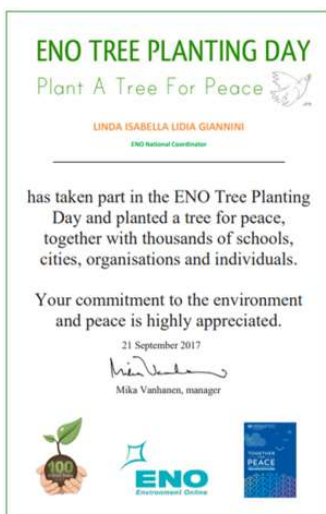 ENO TREE PLANTING DAY
Plant A Tree For Peace
LINDA ISABELLA LIDIA GIANNINI
ENO National Coordinator
has taken part in the ENO Tree Planting
Day and planted a tree for peace,
together with thousands of schools,
cities, organisations and individuals.
Your commitment to the environment
and peace is highly appreciated.
21 September 2017
Mika Vanhanen, manager
100
ENO
Environment Online
TOGETHER
PEACE